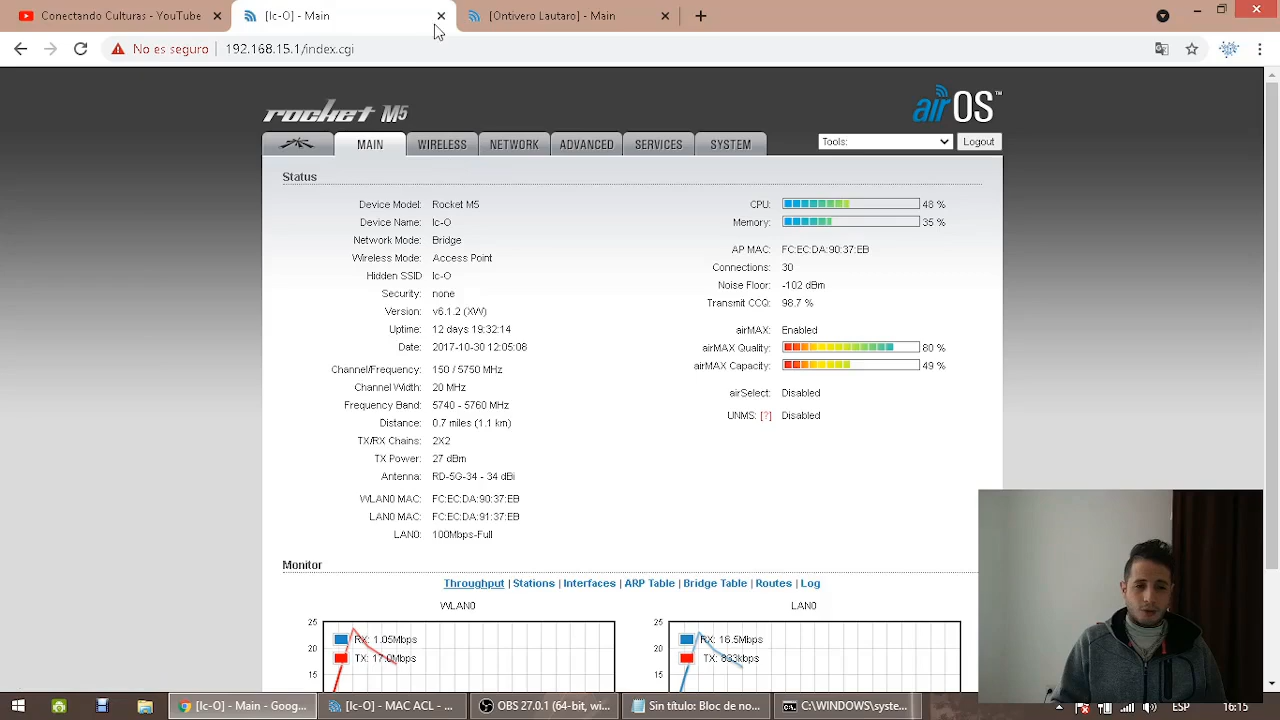 Conectando Culturas - YouTube
[lc-O] - Main
[Ontivero Lautaro] - Main
No es seguro
192.168.15.1/index.cgi
rocket M5
airOS™
MAIN
WIRELESS
NETWORK
ADVANCED
SERVICES
SYSTEM
Tools:
Logout
Status
Device Model: Rocket M5
Device Name: lc-O
Network Mode: Bridge
Wireless Mode: Access Point
Hidden SSID lc-O
Security: none
Version: v6.1.2 (XW)
Uptime: 12 days 19:32:14
Date: 2017-10-30 12:05:08
Channel/Frequency: 150 / 5750 MHz
Channel Width: 20 MHz
Frequency Band: 5740 - 5760 MHz
Distance: 0.7 miles (1.1 km)
TX/RX Chains: 2X2
TX Power: 27 dBm
Antenna: RD-5G-34 - 34 dBi
WLAN0 MAC: FC:EC:DA:90:37:EB
LAN0 MAC: FC:EC:DA:91:37:EB
LAN0: 100Mbps-Full
CPU: 48 %
Memory: 35 %
AP MAC: FC:EC:DA:90:37:EB
Connections: 30
Noise Floor: -102 dBm
Transmit CCQ: 98.7 %
airMAX: Enabled
airMAX Quality: 80 %
airMAX Capacity: 49 %
airSelect: Disabled
UNMS: [?] Disabled
Monitor
Throughput | Stations | Interfaces | ARP Table | Bridge Table | Routes | Log
WLAN0
25
RX: 1.05Mbps
20
TX: 17.0Mbps
15
LAN0
25
RX: 16.5Mbps
20
TX: 833kbps
15
[lc-O] - Main - Goog...
[lc-O] - MAC ACL - ...
OBS 27.0.1 (64-bit, wi...
Sin título: Bloc de no...
C:\WINDOWS\syste...
ESP
16:15